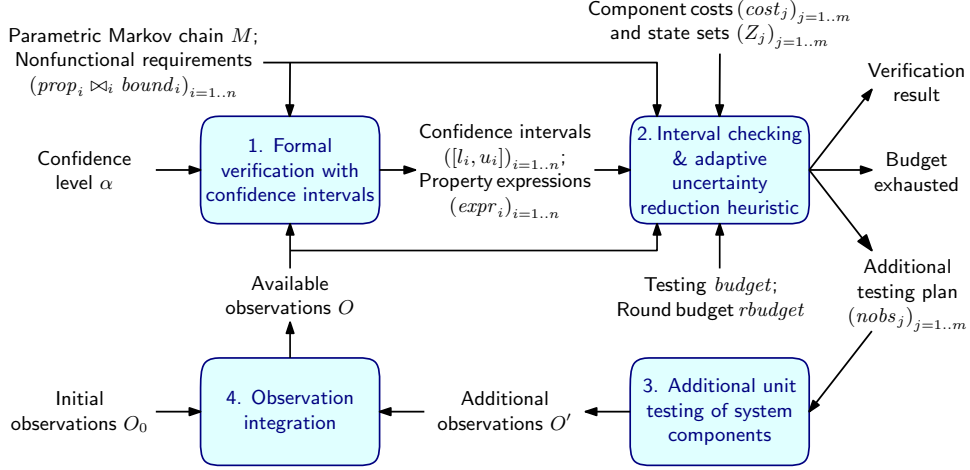 Component costs (cost_j)_{j=1..m}
and state sets (Z_j)_{j=1..m}
Parametric Markov chain M;
Nonfunctional requirements
(prop_i ⋈_i bound_i)_{i=1..n}
Verification
result
1. Formal
verification with
confidence intervals
Confidence intervals
([l_i, u_i])_{i=1..n};
Property expressions
(expr_i)_{i=1..n}
2. Interval checking
& adaptive
uncertainty
reduction heuristic
Confidence
level α
Budget
exhausted
Available
observations O
Testing budget;
Round budget rbudget
Additional
testing plan
(nobs_j)_{j=1..m}
Initial
observations O_0
4. Observation
integration
Additional
observations O′
3. Additional unit
testing of system
components